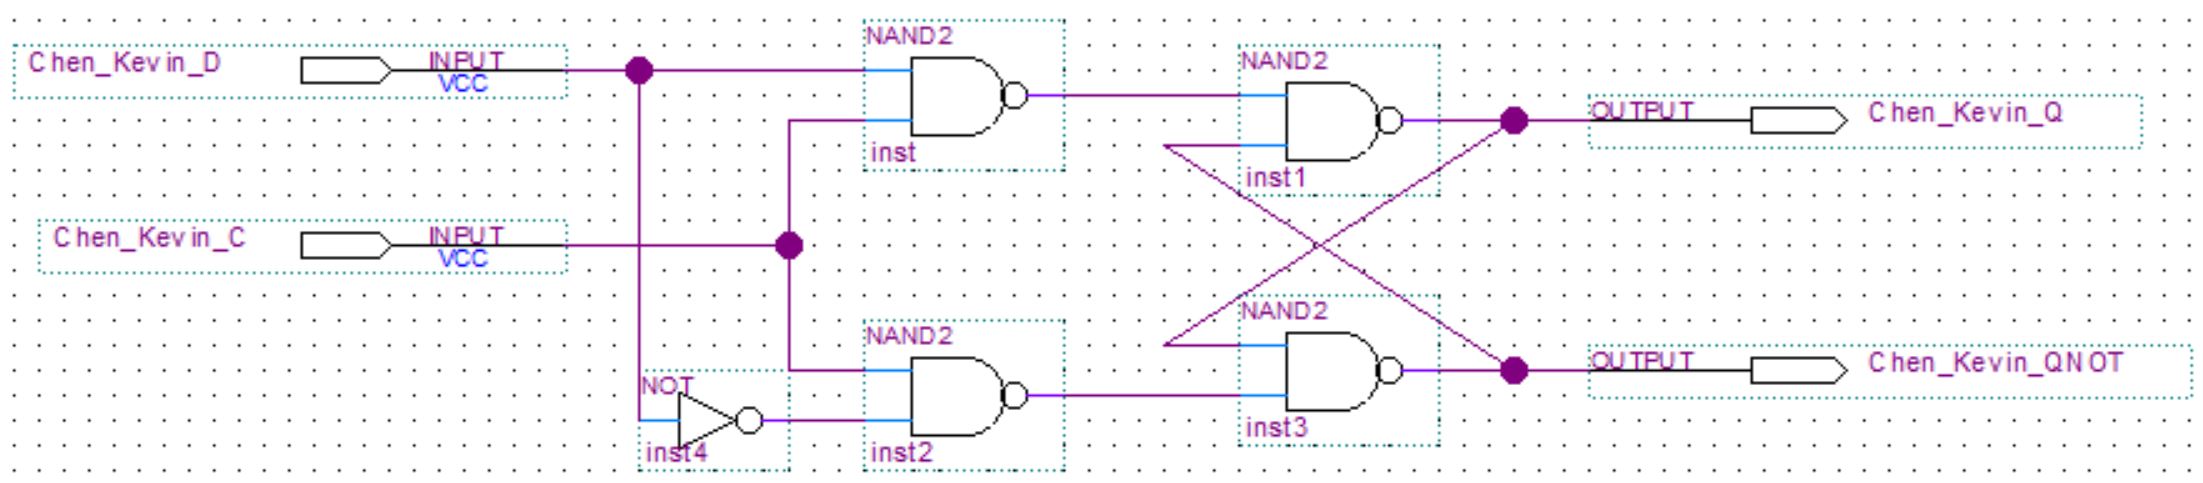 Chen_Kevin_D
INPUT
VCC
NAND2
inst
NAND2
inst1
OUTPUT
Chen_Kevin_Q
Chen_Kevin_C
INPUT
VCC
NOT
inst4
NAND2
inst2
NAND2
inst3
OUTPUT
Chen_Kevin_QNOT